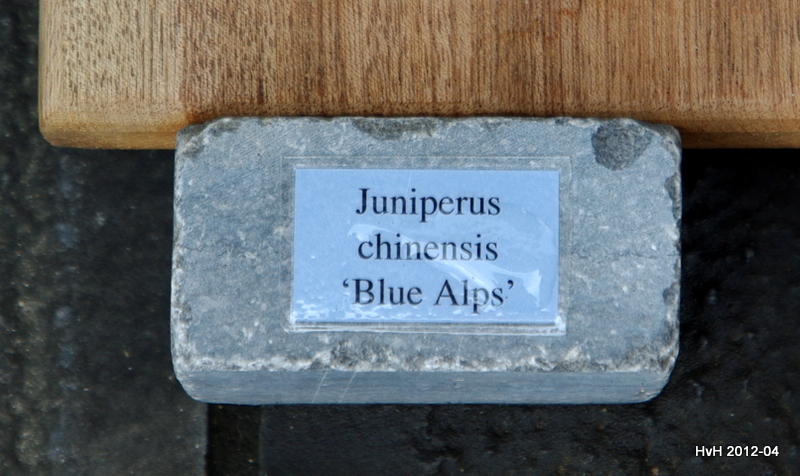 Juniperus
chinensis
‘Blue Alps’
HvH 2012-04